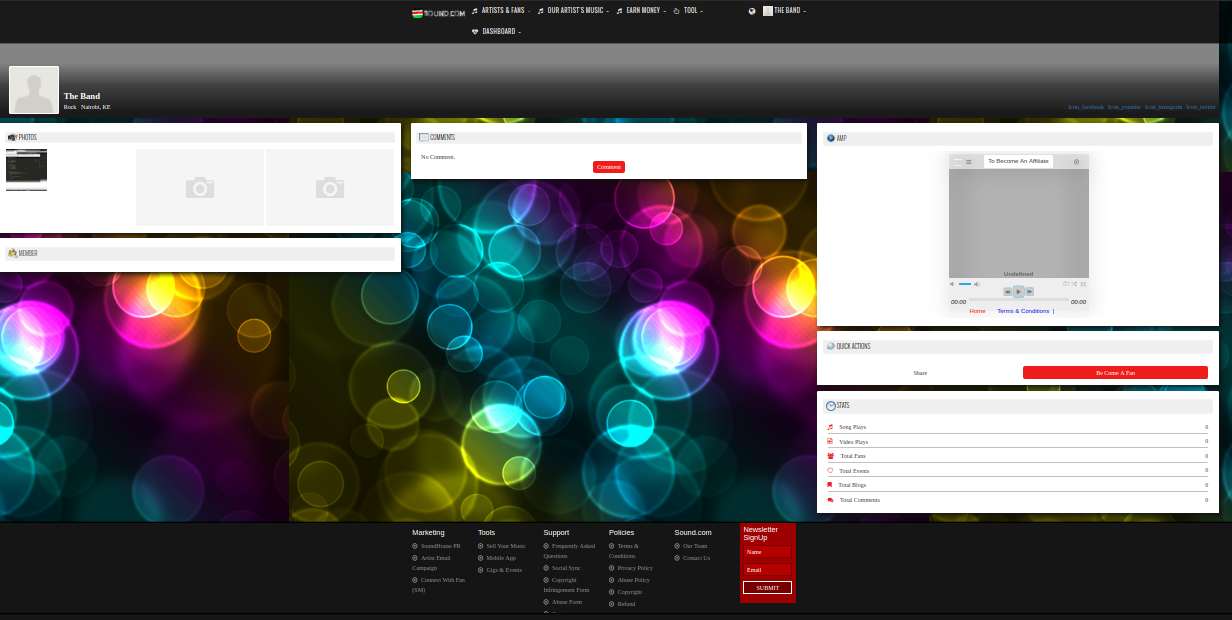 SOUND.COM
ARTISTS & FANS
OUR ARTIST'S MUSIC
EARN MONEY
TOOL
THE BAND
DASHBOARD
The Band
Rock Nairobi, KE
Icon_facebook Icon_youtube Icon_instagram Icon_twitter
PHOTOS
MEMBER
COMMENTS
No Comment.
Comment
AMP
To Become An Affiliate
Undefined
00:00
00:00
Home Terms & Conditions |
QUICK ACTIONS
Share
Be Come A Fan
STATS
Song Plays 0
Video Plays 0
Total Fans 0
Total Events 0
Total Blogs 0
Total Comments 0
Marketing
SoundHouse PR
Artist Email
Campaign
Connect With Fan
(SM)
Tools
Sell Your Music
Mobile App
Gigs & Events
Support
Frequently Asked
Questions
Social Sync
Copyright
Infringement Form
Abuse Form
Policies
Terms &
Conditions
Privacy Policy
Abuse Policy
Copyright
Refund
Sound.com
Our Team
Contact Us
Newsletter
SignUp
Name
Email
SUBMIT